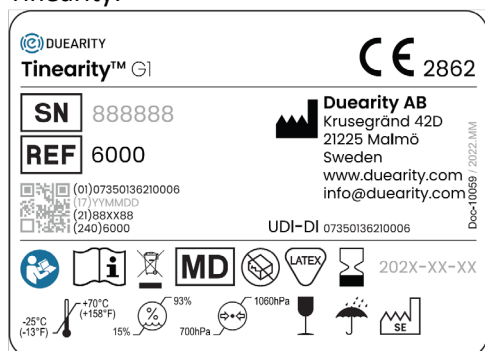 Tinearity.
DUEARITY
Tinearity™ G1
CE 2862
SN 888888
REF 6000
Duearity AB
Krusegränd 42D
21225 Malmö
Sweden
www.duearity.com
info@duearity.com
Doc-10059 / 2022.MM
(01)07350136210006
(17)YYMMDD
(21)88XX88
(240)6000
UDI-DI 07350136210006
i
MD
LATEX
202X-XX-XX
-25°C
(-13°F)
+70°C
(+158°F)
15%
%
93%
700hPa
1060hPa
SE